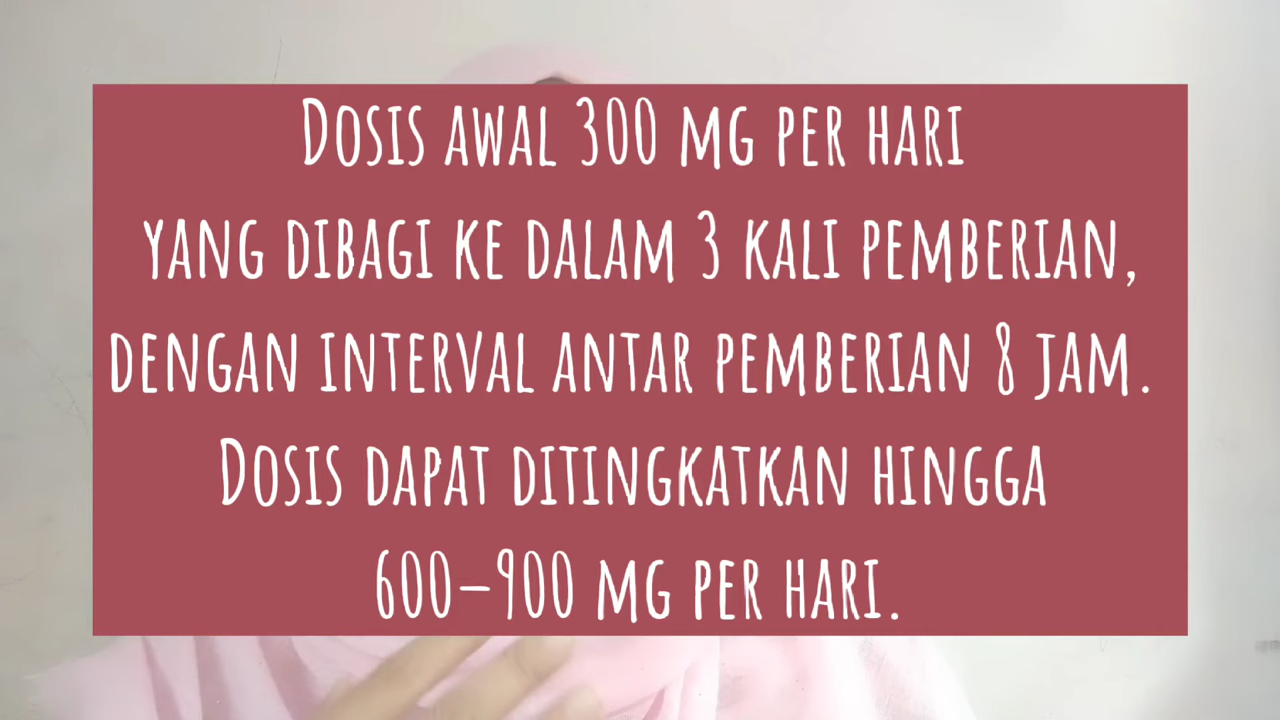 Dosis awal 300 mg per hari
yang dibagi ke dalam 3 kali pemberian,
dengan interval antar pemberian 8 jam.
Dosis dapat ditingkatkan hingga
600–900 mg per hari.